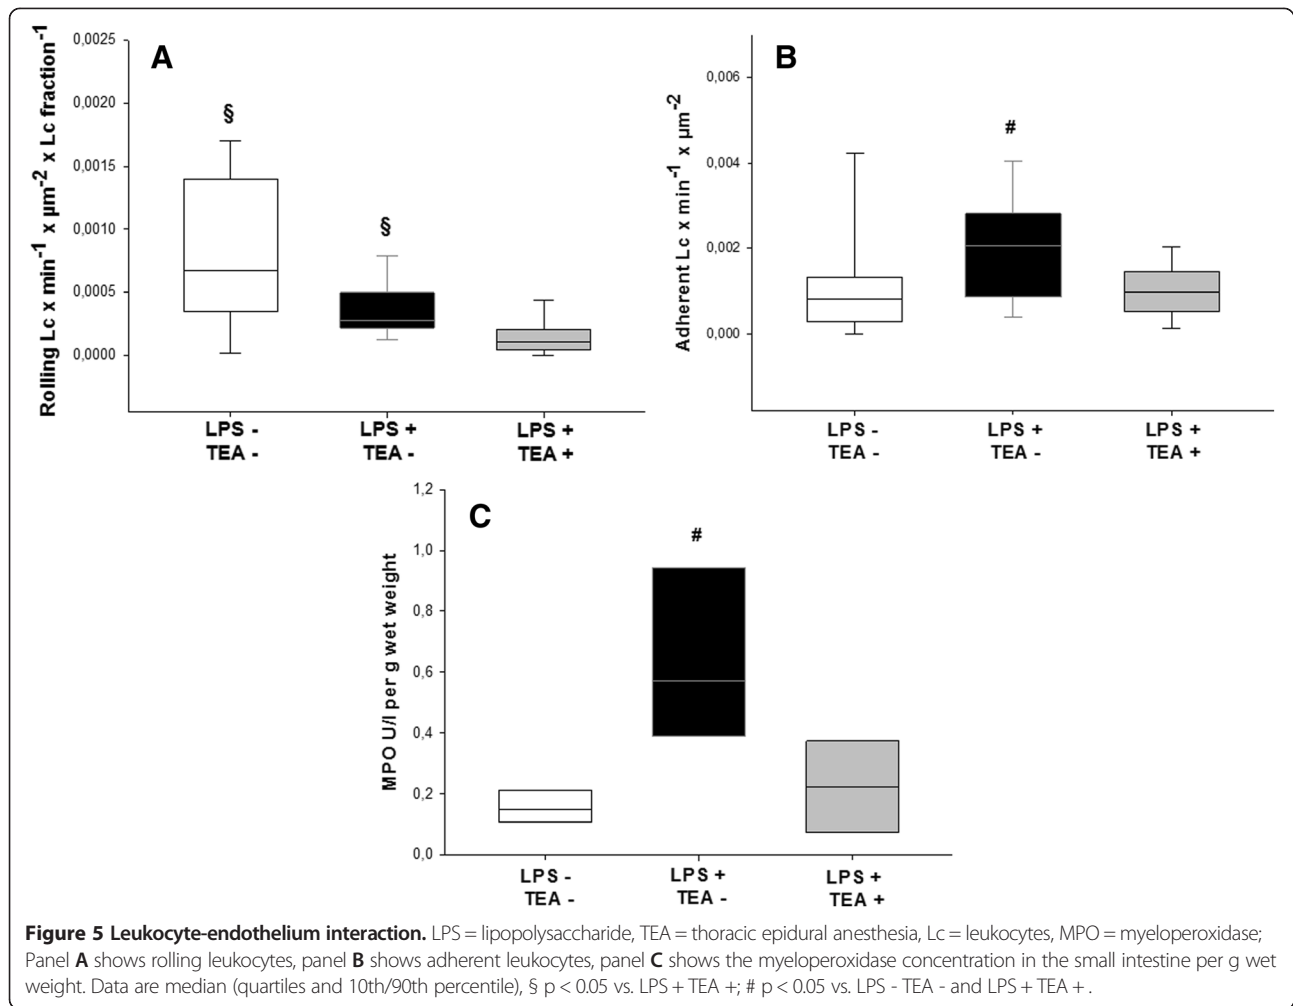 A
Rolling Lc x min-1 x µm-2 x Lc fraction-1
0,0025
0,0020
0,0015
0,0010
0,0005
0,0000
§
§
LPS - LPS + LPS +
TEA - TEA - TEA +
B
Adherent Lc x min-1 x µm-2
0,006
0,004
0,002
0,000
#
LPS - LPS + LPS +
TEA - TEA - TEA +
C
MPO U/l per g wet weight
1,2
1,0
0,8
0,6
0,4
0,2
0,0
#
LPS - LPS + LPS +
TEA - TEA - TEA +
Figure 5 Leukocyte-endothelium interaction. LPS = lipopolysaccharide, TEA = thoracic epidural anesthesia, Lc = leukocytes, MPO = myeloperoxidase;
Panel A shows rolling leukocytes, panel B shows adherent leukocytes, panel C shows the myeloperoxidase concentration in the small intestine per g wet
weight. Data are median (quartiles and 10th/90th percentile), § p < 0.05 vs. LPS + TEA +; # p < 0.05 vs. LPS - TEA - and LPS + TEA + .